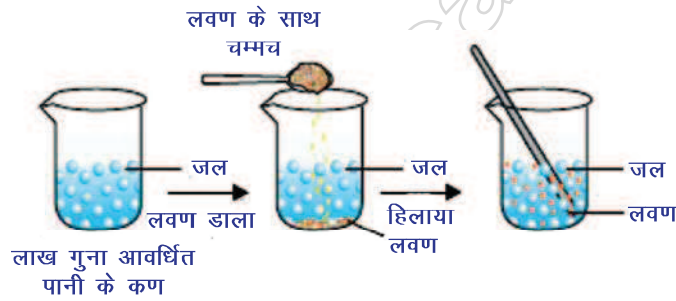 लवण के साथ
चम्मच
जल
लवण डाला
लाख गुना आवर्धित
पानी के कण
जल
हिलाया
लवण
जल
लवण